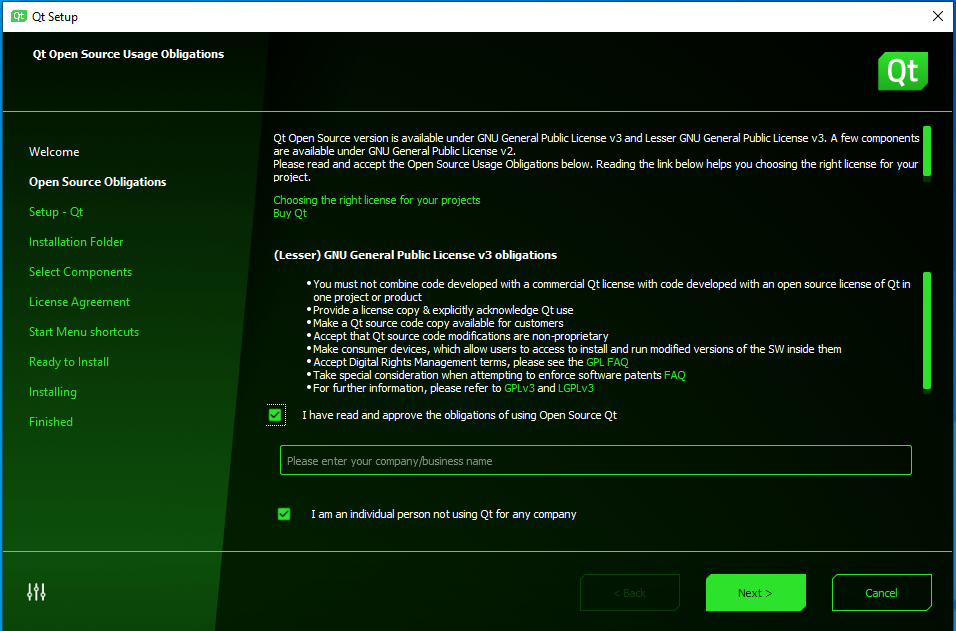 Qt Qt Setup
Qt Open Source Usage Obligations
Qt
Welcome
Open Source Obligations
Setup - Qt
Installation Folder
Select Components
License Agreement
Start Menu shortcuts
Ready to Install
Installing
Finished
Qt Open Source version is available under GNU General Public License v3 and Lesser GNU General Public License v3. A few components
are available under GNU General Public License v2.
Please read and accept the Open Source Usage Obligations below. Reading the link below helps you choosing the right license for your
project.
Choosing the right license for your projects
Buy Qt
(Lesser) GNU General Public License v3 obligations
• You must not combine code developed with a commercial Qt license with code developed with an open source license of Qt in
one project or product
• Provide a license copy & explicitly acknowledge Qt use
• Make a Qt source code copy available for customers
• Accept that Qt source code modifications are non-proprietary
• Make consumer devices, which allow users to access to install and run modified versions of the SW inside them
• Accept Digital Rights Management terms, please see the GPL FAQ
• Take special consideration when attempting to enforce software patents FAQ
• For further information, please refer to GPLv3 and LGPLv3
I have read and approve the obligations of using Open Source Qt
Please enter your company/business name
I am an individual person not using Qt for any company
< Back
Next >
Cancel